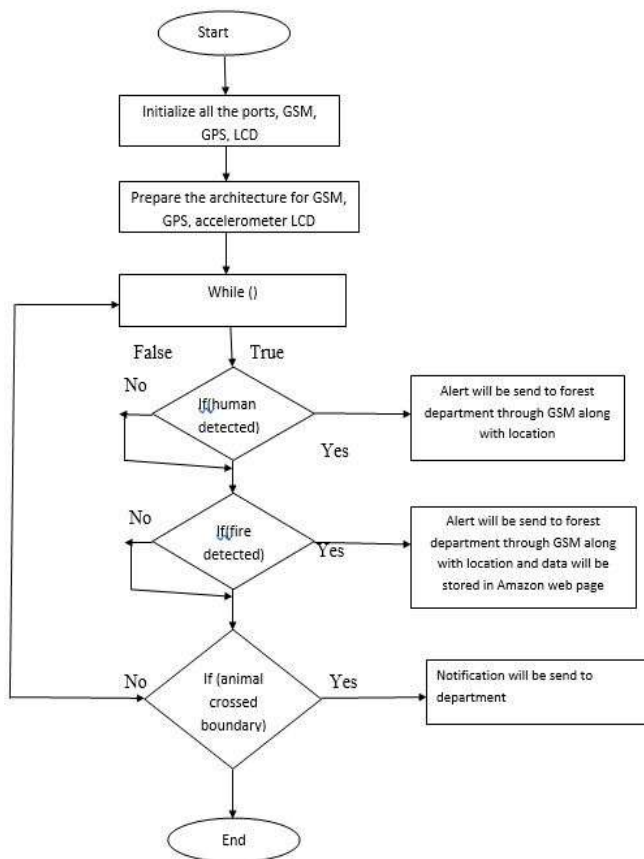 Start
Initialize all the ports, GSM,
GPS, LCD
Prepare the architecture for GSM,
GPS, accelerometer LCD
While ()
False
True
No
If(human
detected)
Yes
Alert will be send to forest
department through GSM along
with location
No
If(fire
detected)
Yes
Alert will be send to forest
department through GSM along
with location and data will be
stored in Amazon web page
No
If (animal
crossed
boundary)
Yes
Notification will be send to
department
End